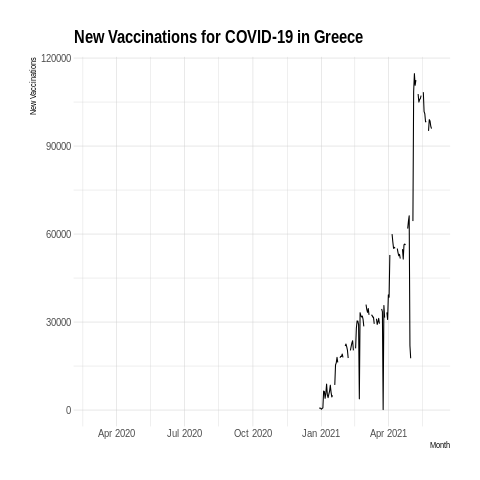 New Vaccinations for COVID-19 in Greece
New Vaccinations
120000
90000
60000
30000
0
Apr 2020 Jul 2020 Oct 2020 Jan 2021 Apr 2021
Month